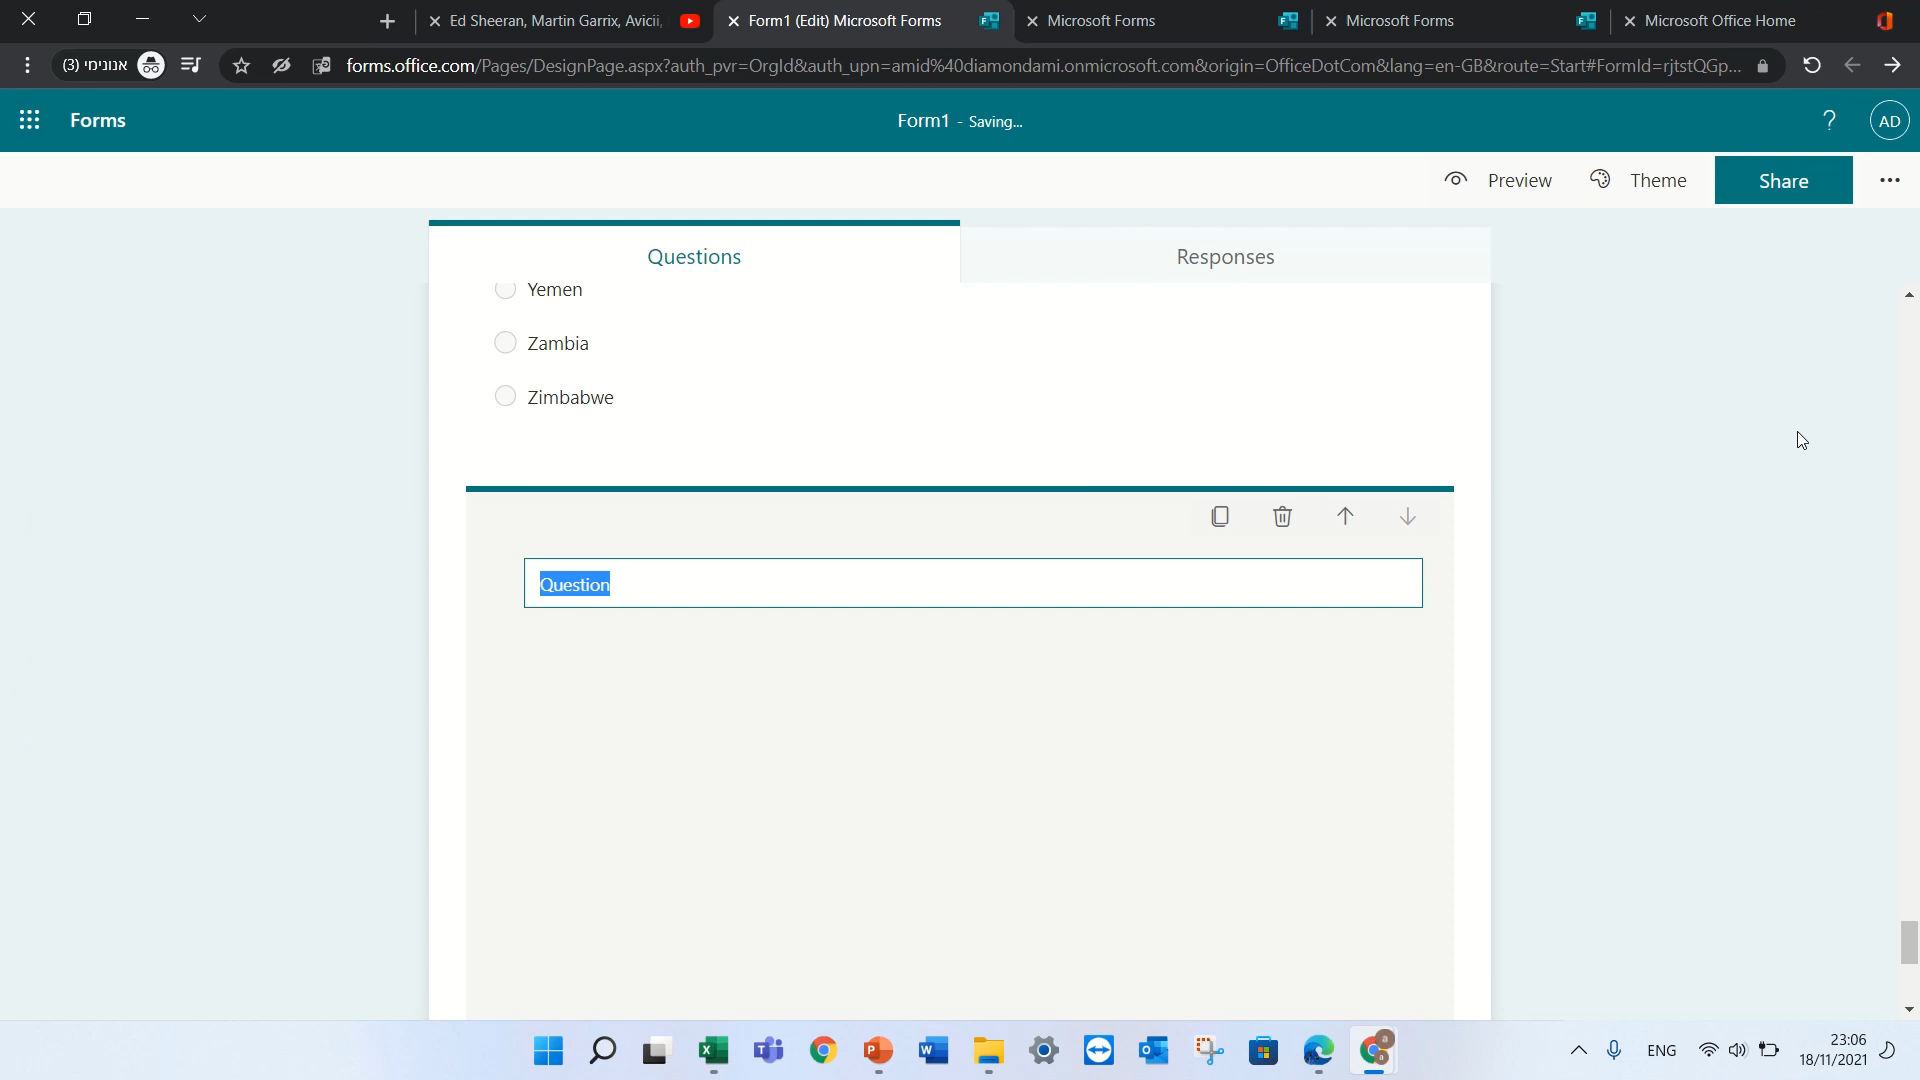 Ed Sheeran, Martin Garrix, Avicii,
Form1 (Edit) Microsoft Forms
Microsoft Forms
Microsoft Forms
Microsoft Office Home
אנונימי (3)
forms.office.com/Pages/DesignPage.aspx?auth_pvr=OrgId&auth_upn=amid%40diamondami.onmicrosoft.com&origin=OfficeDotCom&lang=en-GB&route=Start#FormId=rjtstQGp...
Forms
Form1 - Saving...
? AD
Preview
Theme
Share
Questions
Responses
Yemen
Zambia
Zimbabwe
Question
ENG
23:06
18/11/2021